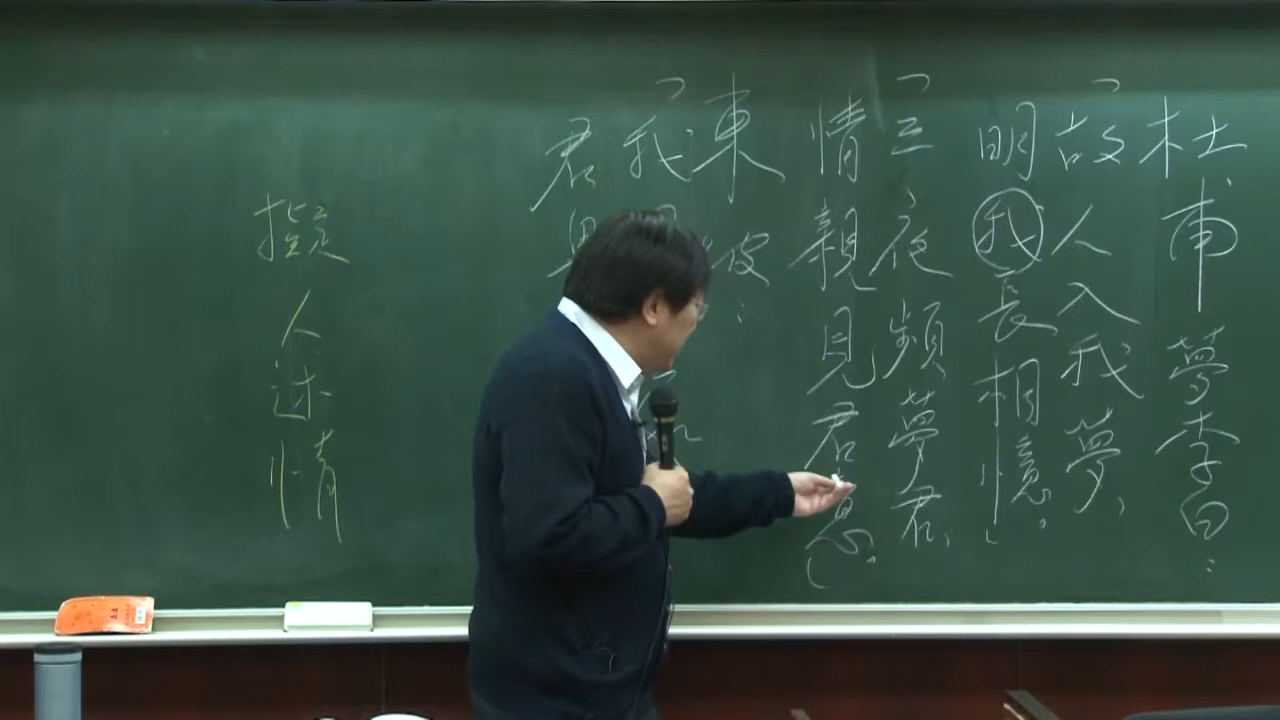 杜甫夢李白：
「故人入我夢，
明我長相憶。」
「三夜頻夢君，
情親見君意。」
東坡：
「我
君
擬人述情